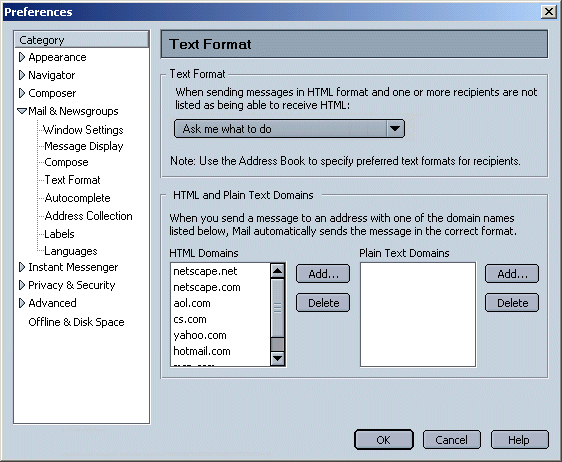 Preferences
Category
Appearance
Navigator
Composer
Mail & Newsgroups
Window Settings
Message Display
Compose
Text Format
Autocomplete
Address Collection
Labels
Languages
Instant Messenger
Privacy & Security
Advanced
Offline & Disk Space
Text Format
Text Format
When sending messages in HTML format and one or more recipients are not
listed as being able to receive HTML:
Ask me what to do
Note: Use the Address Book to specify preferred text formats for recipients.
HTML and Plain Text Domains
When you send a message to an address with one of the domain names
listed below, Mail automatically sends the message in the correct format.
HTML Domains
netscape.net
netscape.com
aol.com
cs.com
yahoo.com
hotmail.com
Add...
Delete
Plain Text Domains
Add...
Delete
OK
Cancel
Help